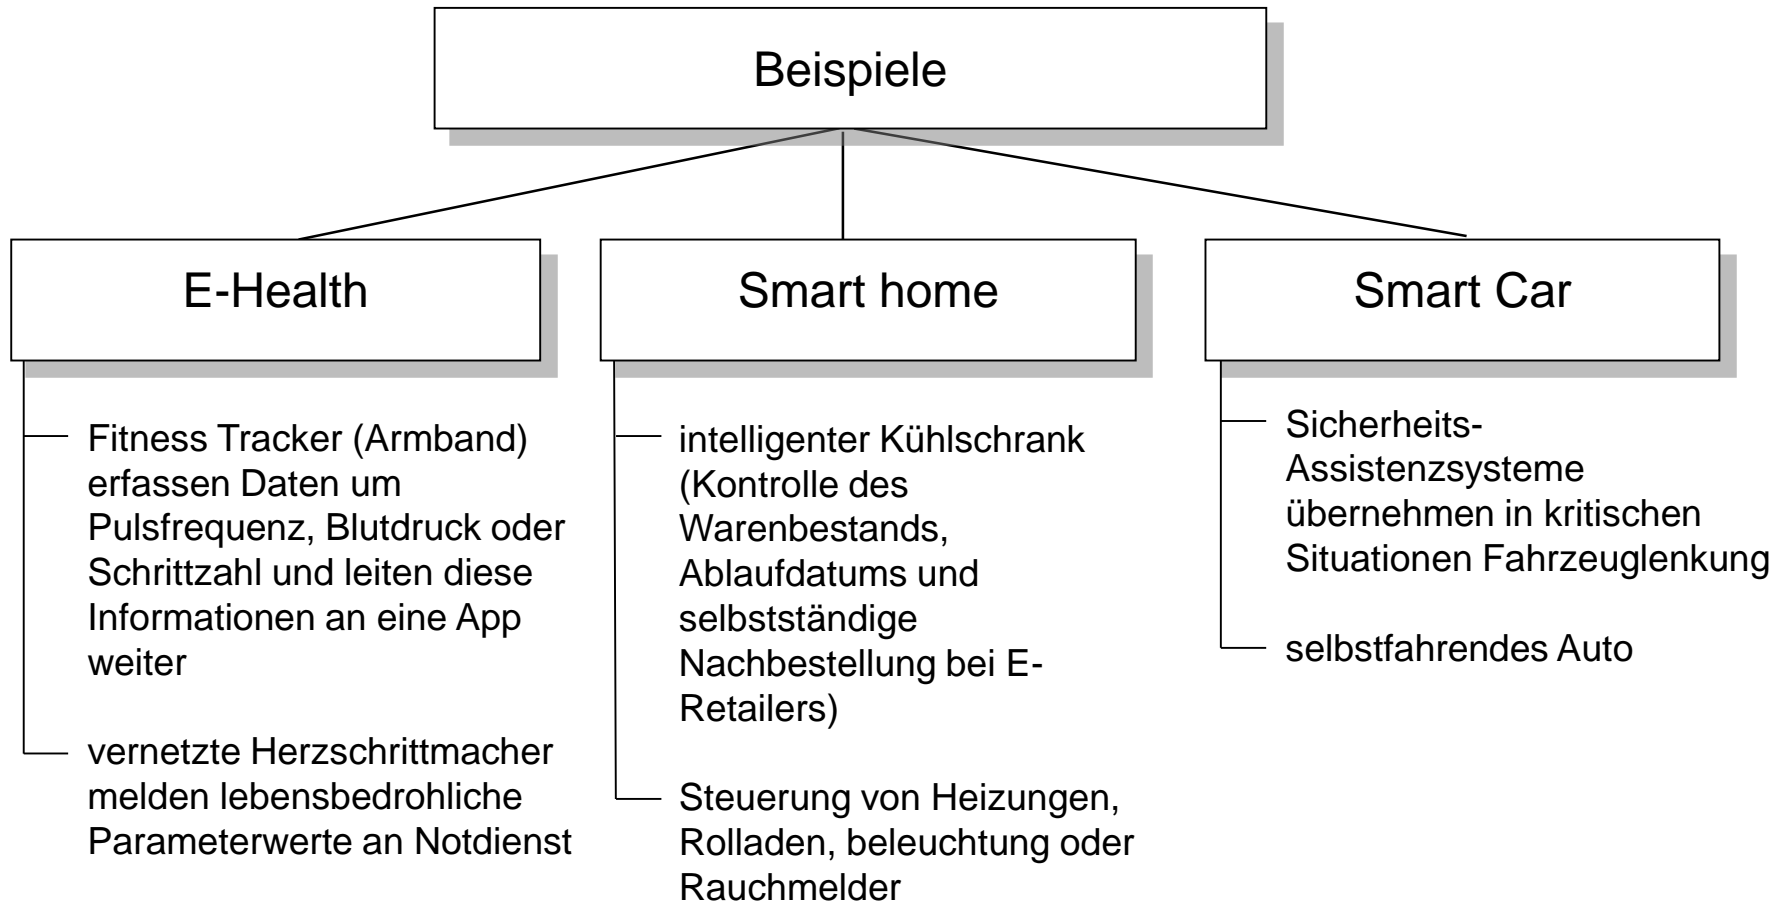 Beispiele
E-Health
Fitness Tracker (Armband)
erfassen Daten um
Pulsfrequenz, Blutdruck oder
Schrittzahl und leiten diese
Informationen an eine App
weiter
vernetzte Herzschrittmacher
melden lebensbedrohliche
Parameterwerte an Notdienst
Smart home
intelligenter Kühlschrank
(Kontrolle des
Warenbestands,
Ablaufdatums und
selbstständige
Nachbestellung bei E-
Retailers)
Steuerung von Heizungen,
Rolladen, beleuchtung oder
Rauchmelder
Smart Car
Sicherheits-
Assistenzsysteme
übernehmen in kritischen
Situationen Fahrzeuglenkung
selbstfahrendes Auto